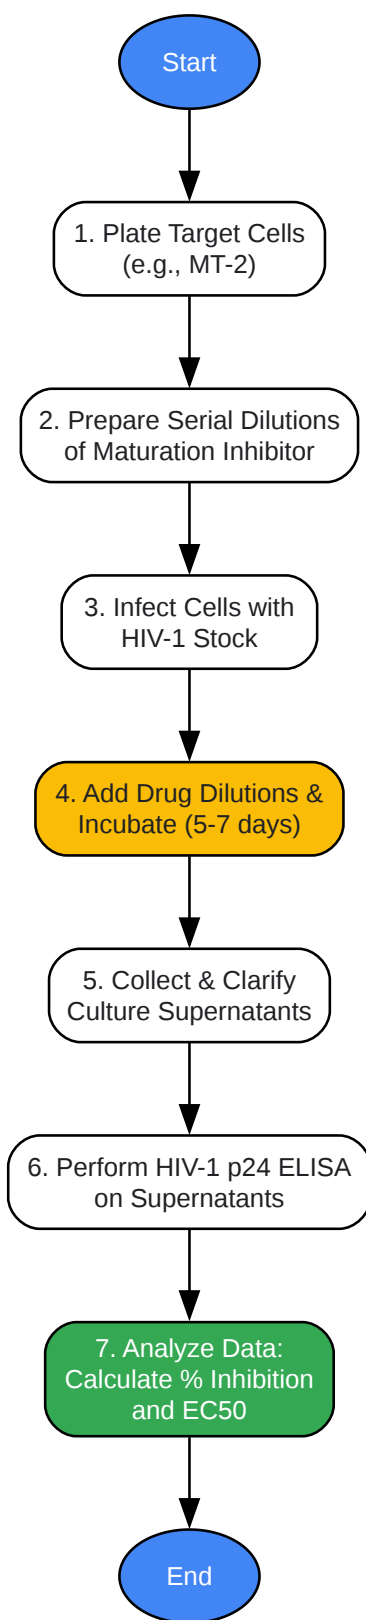 Start
1. Plate Target Cells
(e.g., MT-2)
2. Prepare Serial Dilutions
of Maturation Inhibitor
3. Infect Cells with
HIV-1 Stock
4. Add Drug Dilutions &
Incubate (5-7 days)
5. Collect & Clarify
Culture Supernatants
6. Perform HIV-1 p24 ELISA
on Supernatants
7. Analyze Data:
Calculate % Inhibition
and EC50
End